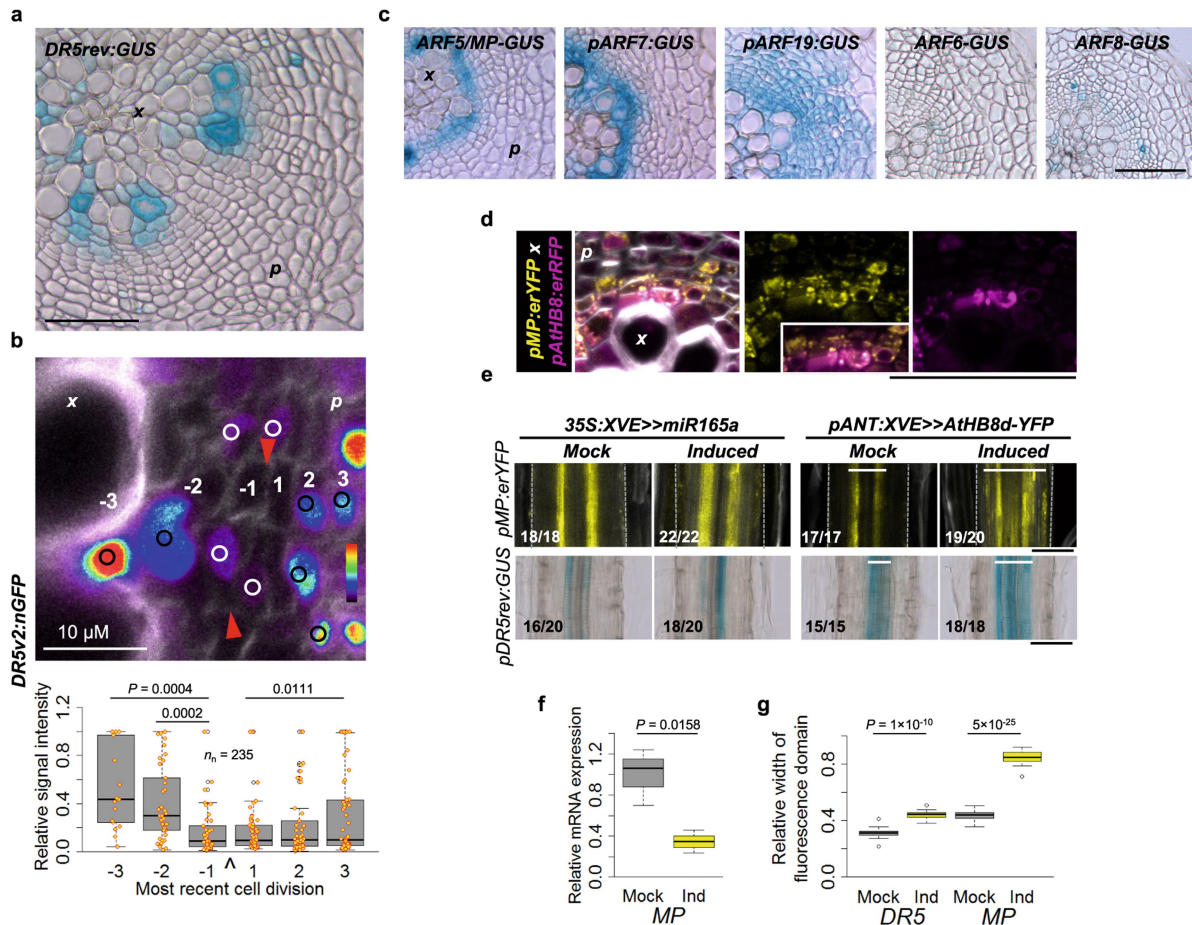 a
DR5rev:GUS
x
p
b
x
p
-3
-2
-1
1
2
3
10 µM
DR5v2:nGFP
P = 0.0004
0.0111
0.0002
n_n = 235
Relative signal intensity
1.2
0.8
0.4
0.0
-3 -2 -1 ^ 1 2 3
Most recent cell division
c
ARF5/MP-GUS
x
p
pARF7:GUS
pARF19:GUS
ARF6-GUS
ARF8-GUS
d
pMP:erYFP x
pAtHB8:erRFP
p
x
e
35S:XVE>>miR165a
pANT:XVE>>AtHB8d-YFP
Mock Induced Mock Induced
pMP:erYFP
18/18 22/22 17/17 19/20
pDR5rev:GUS
16/20 18/20 15/15 18/18
f
P = 0.0158
Relative mRNA expression
1.2
0.8
0.4
0.0
Mock Ind
MP
g
P = 1×10⁻¹⁰
5×10⁻²⁵
Relative width of
fluorescence domain
0.8
0.4
0.0
Mock Ind Mock Ind
DR5 MP